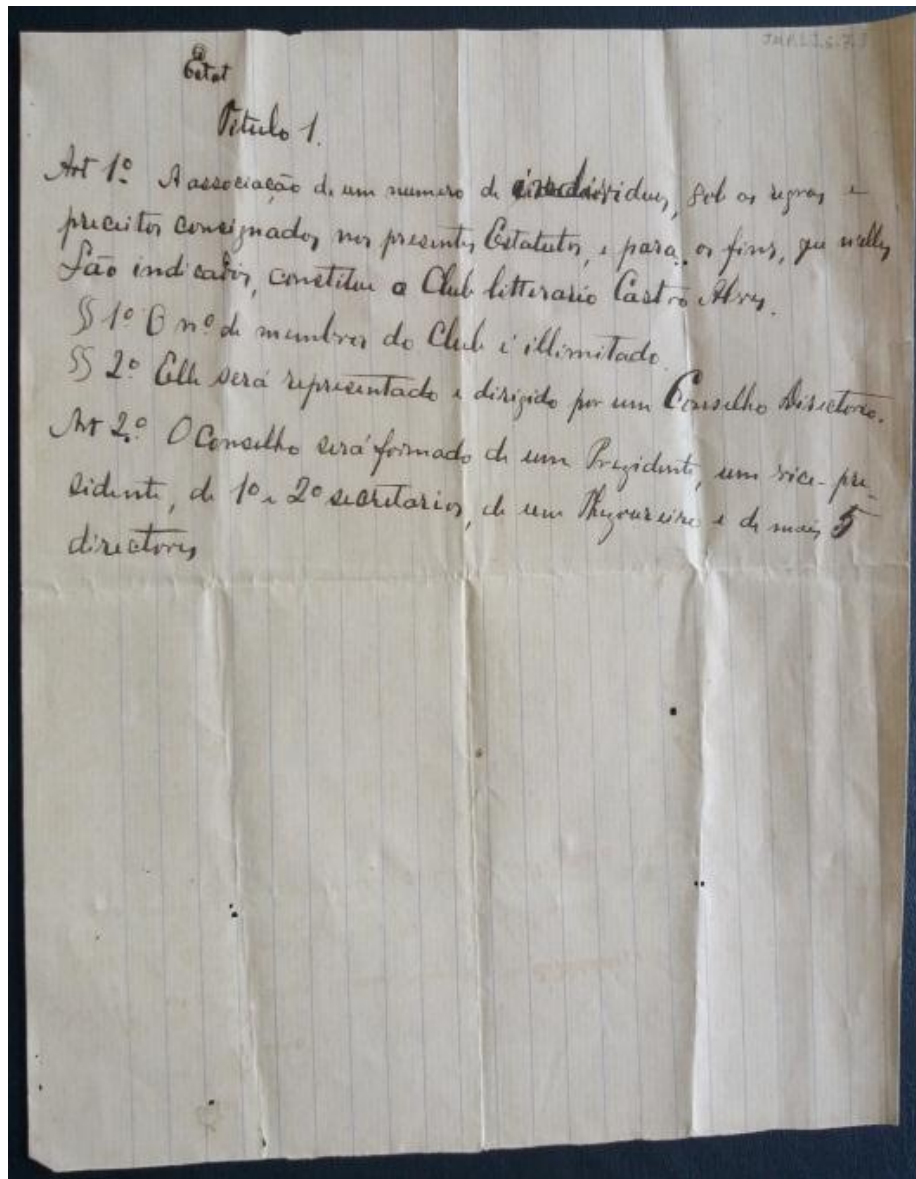 Estat
Titulo 1.
Art 1º A associação de um numero de individuos, sob as regras e
preceitos consignados nos presentes Estatutos, e para os fins, que nelles
São indicados, constitue o Club litterario Castro Alves.
§§ 1º O nº de membros do Club é illimitado.
§§ 2º Elle será representado e dirigido por um Conselho Directorio.
Art 2º O Conselho será formado de um Prezidente, um vice-pre-
sidente, de 1º e 2º secretarios, de um Thezoureiro e de mais 5
directores